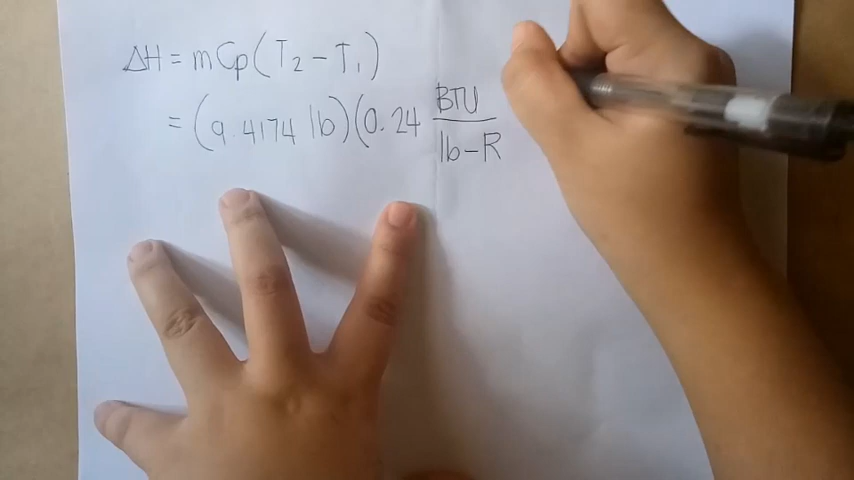 ΔH = mCp(T₂ - T₁)
= (9.4174 lb)(0.24 BTU/lb-R